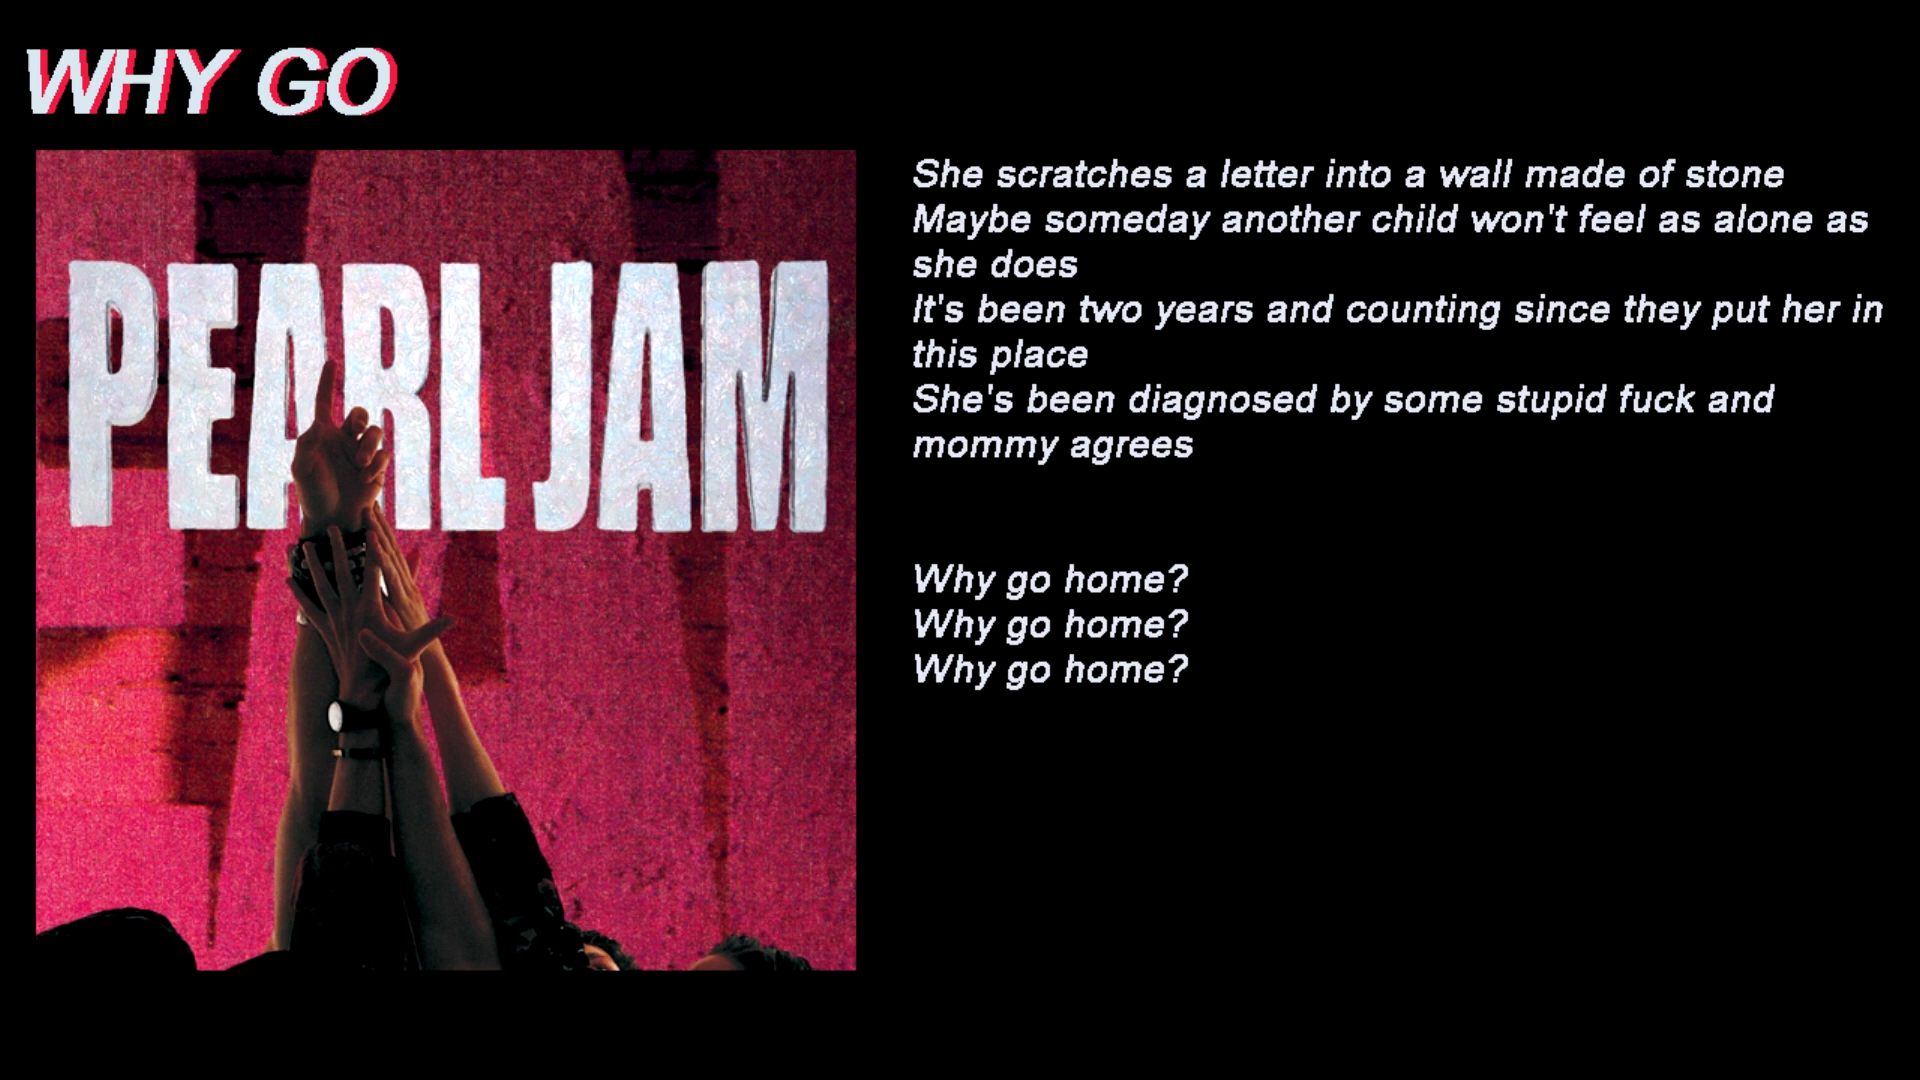 WHY GO
PEARL JAM
She scratches a letter into a wall made of stone
Maybe someday another child won't feel as alone as
she does
It's been two years and counting since they put her in
this place
She's been diagnosed by some stupid fuck and
mommy agrees
Why go home?
Why go home?
Why go home?